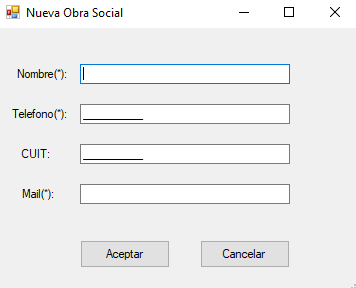 Nueva Obra Social
Nombre(*):
Telefono(*):
CUIT:
Mail(*):
Aceptar Cancelar